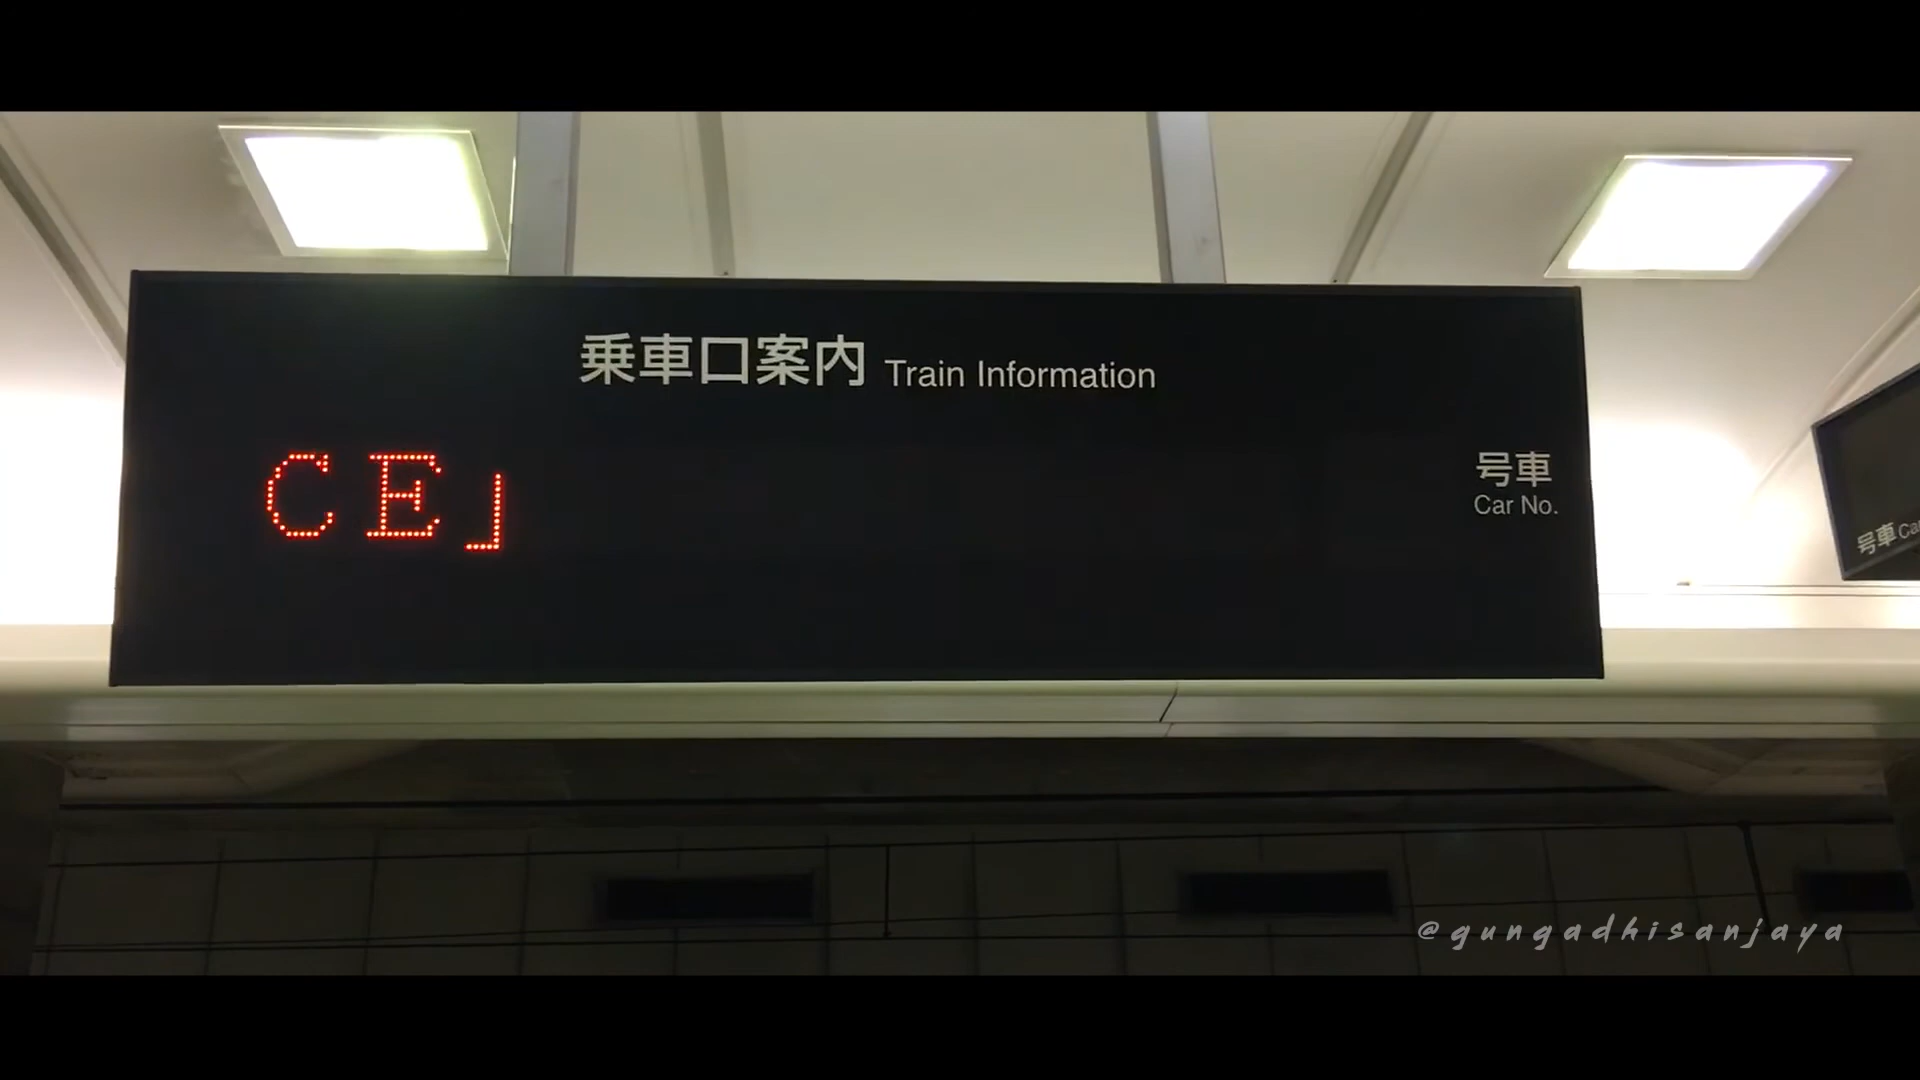 乗車口案内 Train Information
CE」
号車
Car No.
号車
@gungadhisanjaya